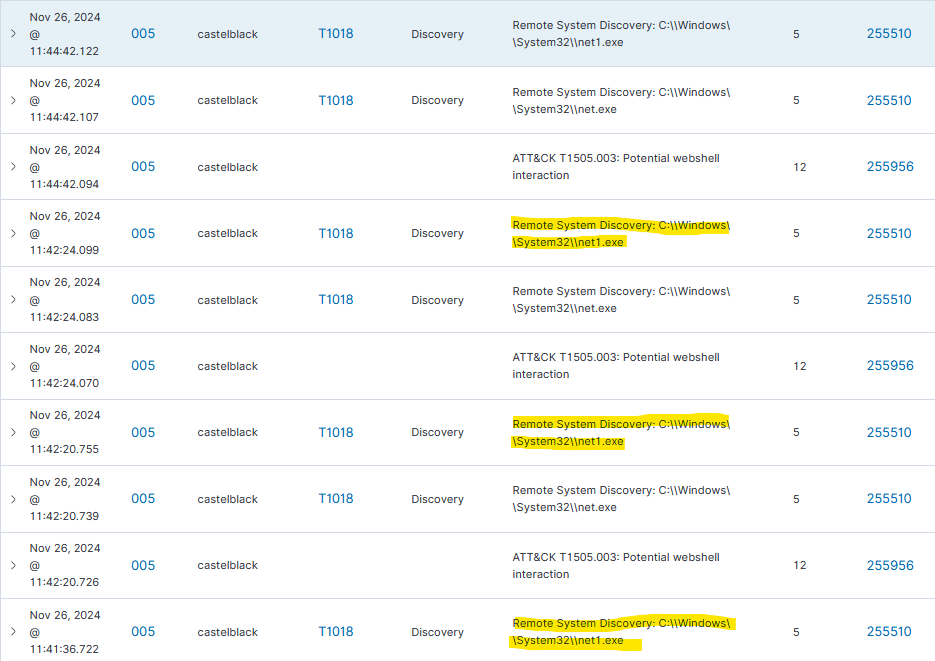 Nov 26, 2024
@
11:44:42.122
005
castelblack
T1018
Discovery
Remote System Discovery: C:\\Windows\
\System32\\net1.exe
5
255510
Nov 26, 2024
@
11:44:42.107
005
castelblack
T1018
Discovery
Remote System Discovery: C:\\Windows\
\System32\\net.exe
5
255510
Nov 26, 2024
@
11:44:42.094
005
castelblack
ATT&CK T1505.003: Potential webshell
interaction
12
255956
Nov 26, 2024
@
11:42:24.099
005
castelblack
T1018
Discovery
Remote System Discovery: C:\\Windows\
\System32\\net1.exe
5
255510
Nov 26, 2024
@
11:42:24.083
005
castelblack
T1018
Discovery
Remote System Discovery: C:\\Windows\
\System32\\net.exe
5
255510
Nov 26, 2024
@
11:42:24.070
005
castelblack
ATT&CK T1505.003: Potential webshell
interaction
12
255956
Nov 26, 2024
@
11:42:20.755
005
castelblack
T1018
Discovery
Remote System Discovery: C:\\Windows\
\System32\\net1.exe
5
255510
Nov 26, 2024
@
11:42:20.739
005
castelblack
T1018
Discovery
Remote System Discovery: C:\\Windows\
\System32\\net.exe
5
255510
Nov 26, 2024
@
11:42:20.726
005
castelblack
ATT&CK T1505.003: Potential webshell
interaction
12
255956
Nov 26, 2024
@
11:41:36.722
005
castelblack
T1018
Discovery
Remote System Discovery: C:\\Windows\
\System32\\net1.exe
5
255510